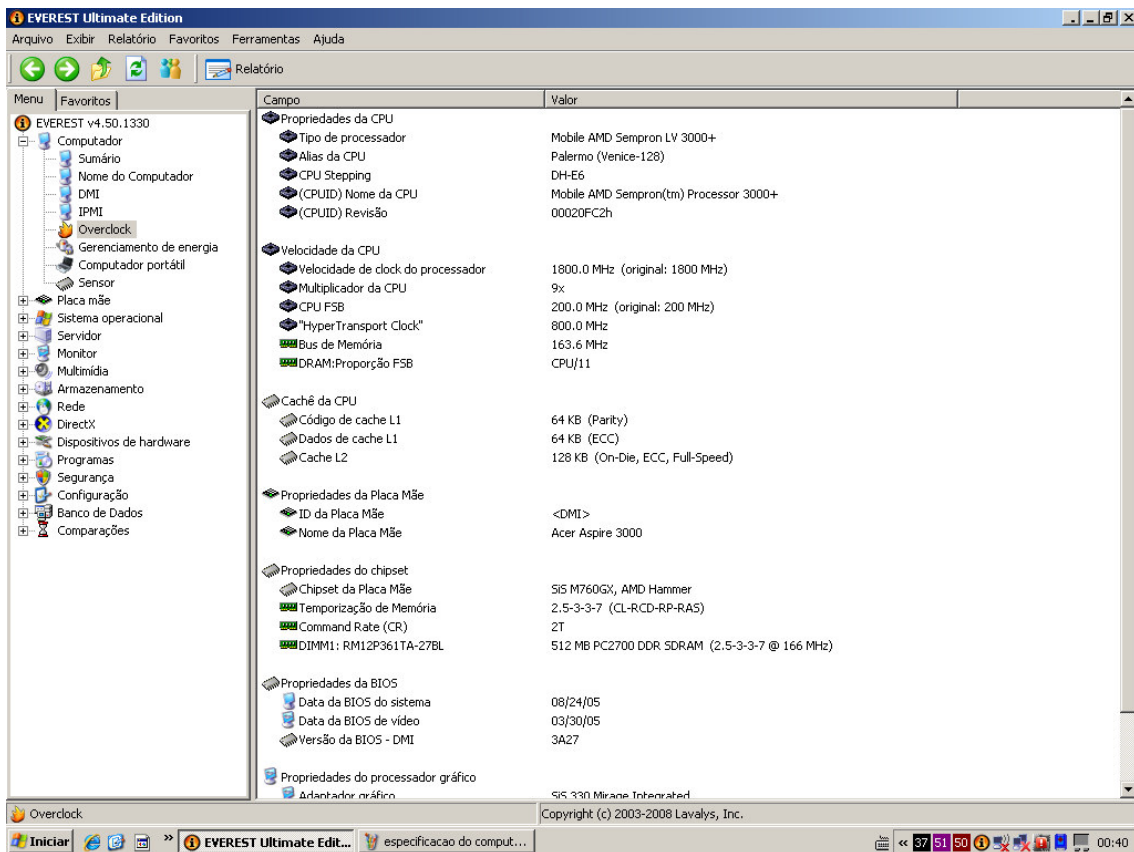 EVEREST Ultimate Edition
Arquivo Exibir Relatório Favoritos Ferramentas Ajuda
Relatório
Menu Favoritos
EVEREST v4.50.1330
Computador
Sumário
Nome do Computador
DMI
IPMI
Overclock
Gerenciamento de energia
Computador portátil
Sensor
Placa mãe
Sistema operacional
Servidor
Monitor
Multimídia
Armazenamento
Rede
DirectX
Dispositivos de hardware
Programas
Segurança
Configuração
Banco de Dados
Comparações
Campo Valor
Propriedades da CPU
Tipo de processador Mobile AMD Sempron LV 3000+
Alias da CPU Palermo (Venice-128)
CPU Stepping DH-E6
(CPUID) Nome da CPU Mobile AMD Sempron(tm) Processor 3000+
(CPUID) Revisão 00020FC2h
Velocidade da CPU
Velocidade de clock do processador 1800.0 MHz (original: 1800 MHz)
Multiplicador da CPU 9x
CPU FSB 200.0 MHz (original: 200 MHz)
"HyperTransport Clock" 800.0 MHz
Bus de Memória 163.6 MHz
DRAM:Proporção FSB CPU/11
Cachê da CPU
Código de cache L1 64 KB (Parity)
Dados de cache L1 64 KB (ECC)
Cache L2 128 KB (On-Die, ECC, Full-Speed)
Propriedades da Placa Mãe
ID da Placa Mãe <DMI>
Nome da Placa Mãe Acer Aspire 3000
Propriedades do chipset
Chipset da Placa Mãe SiS M760GX, AMD Hammer
Temporização de Memória 2.5-3-3-7 (CL-RCD-RP-RAS)
Command Rate (CR) 2T
DIMM1: RM12P361TA-27BL 512 MB PC2700 DDR SDRAM (2.5-3-3-7 @ 166 MHz)
Propriedades da BIOS
Data da BIOS do sistema 08/24/05
Data da BIOS de vídeo 03/30/05
Versão da BIOS - DMI 3A27
Propriedades do processador gráfico
Adaptador gráfico SiS 330 Mirage Integrated
Overclock Copyright (c) 2003-2008 Lavalys, Inc.
Iniciar » EVEREST Ultimate Edit... especificacao do comput... « 37 51 50 00:40